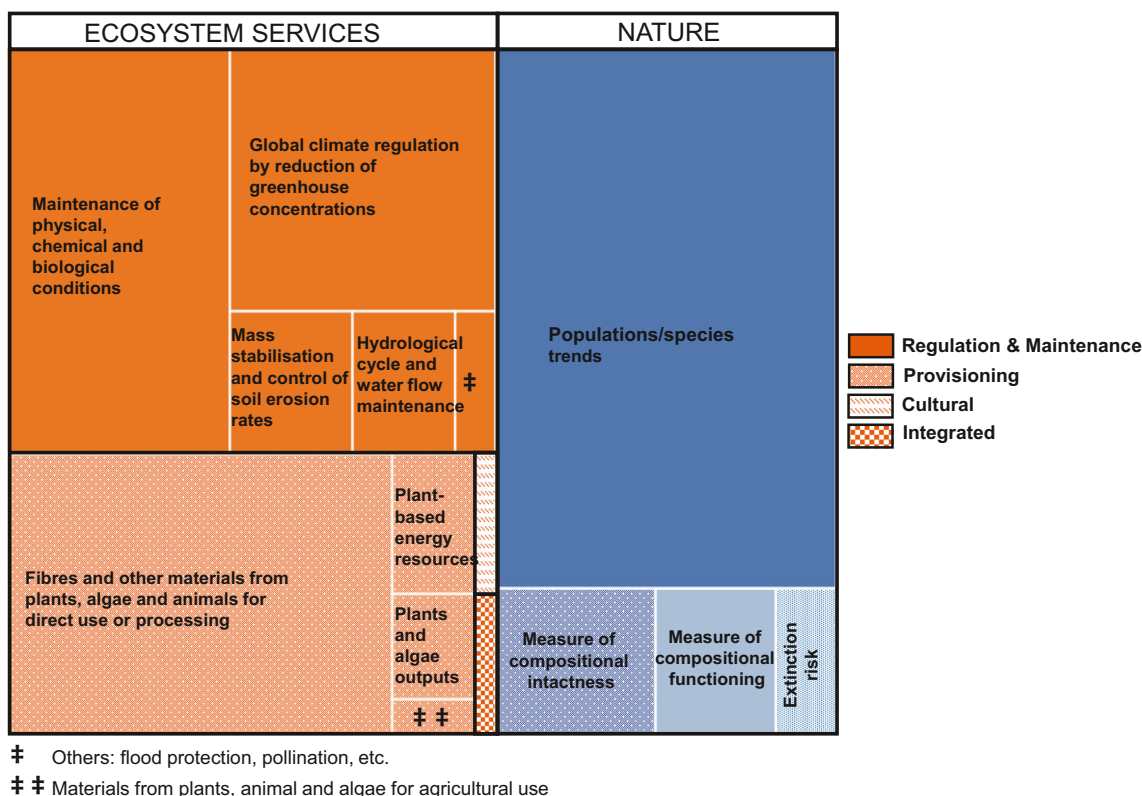 ECOSYSTEM SERVICES
NATURE
Maintenance of
physical,
chemical and
biological
conditions
Global climate regulation
by reduction of
greenhouse
concentrations
Mass
stabilisation
and control of
soil erosion
rates
Hydrological
cycle and
water flow
maintenance
‡
Populations/species
trends
Regulation & Maintenance
Provisioning
Cultural
Integrated
Fibres and other materials from
plants, algae and animals for
direct use or processing
Plant-
based
energy
resources
Plants
and
algae
outputs
‡ ‡
Measure of
compositional
intactness
Measure of
compositional
functioning
Extinction
risk
‡ Others: flood protection, pollination, etc.
‡ ‡ Materials from plants, animal and algae for agricultural use